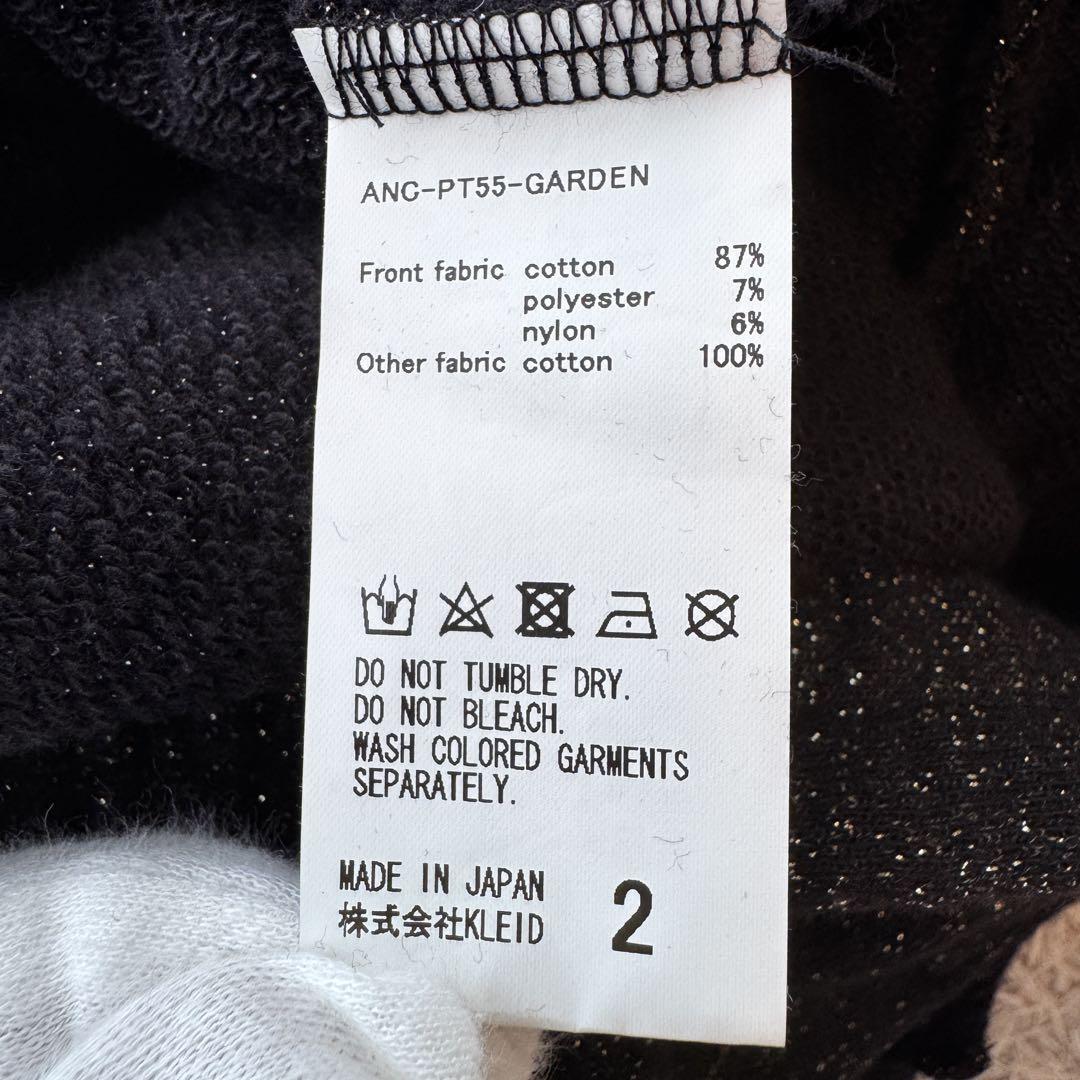 ANC-PT55-GARDEN
Front fabric cotton 87%
polyester 7%
nylon 6%
Other fabric cotton 100%
DO NOT TUMBLE DRY.
DO NOT BLEACH.
WASH COLORED GARMENTS
SEPARATELY.
MADE IN JAPAN
株式会社KLEID
2